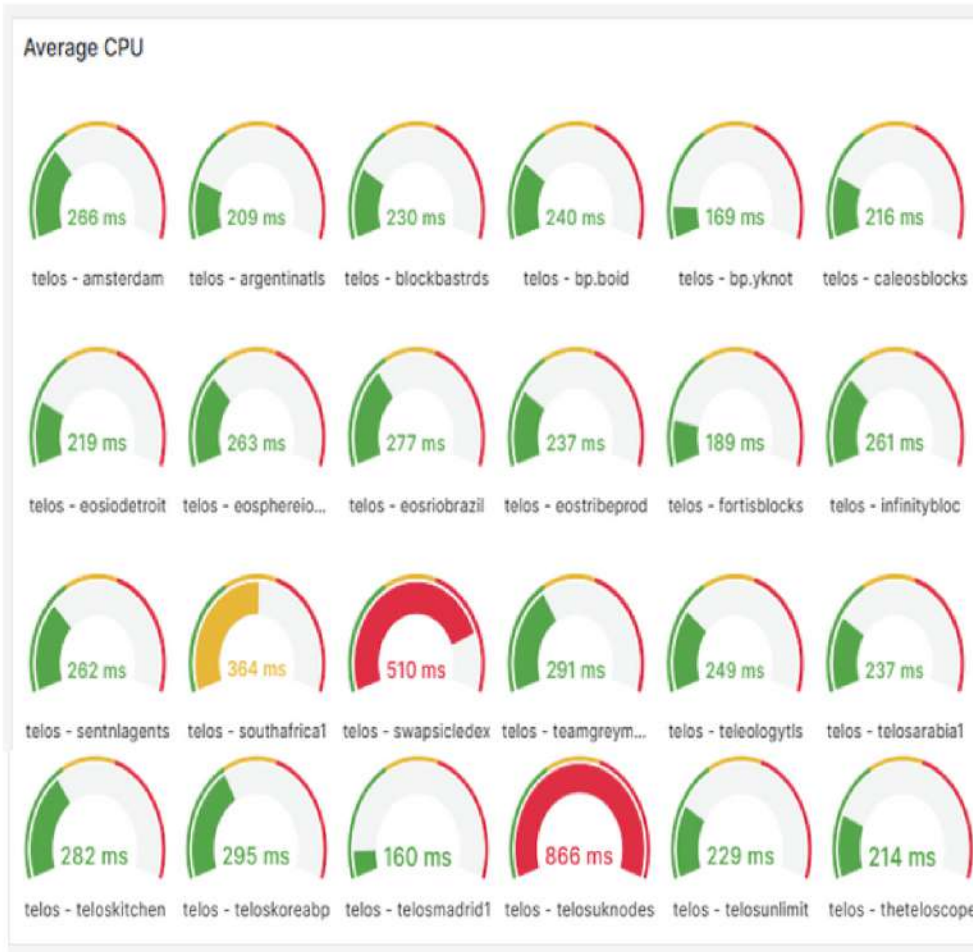 Average CPU
266 ms 209 ms 230 ms 240 ms 169 ms 216 ms
telos - amsterdam telos - argentinatls telos - blockbastrds telos - bp.boid telos - bp.yknot telos - caleosblocks
219 ms 263 ms 277 ms 237 ms 189 ms 261 ms
telos - eosiodetroit telos - eosphereio... telos - eosriobrazil telos - eostribeprod telos - fortisblocks telos - infinitybloc
262 ms 364 ms 510 ms 291 ms 249 ms 237 ms
telos - sentnlagents telos - southafrica1 telos - swapsicledex telos - teamgreym... telos - teleologytls telos - telosarabia1
282 ms 295 ms 160 ms 866 ms 229 ms 214 ms
telos - teloskitchen telos - teloskoreabp telos - telosmadrid1 telos - telosuknodes telos - telosunlimit telos - theteloscope